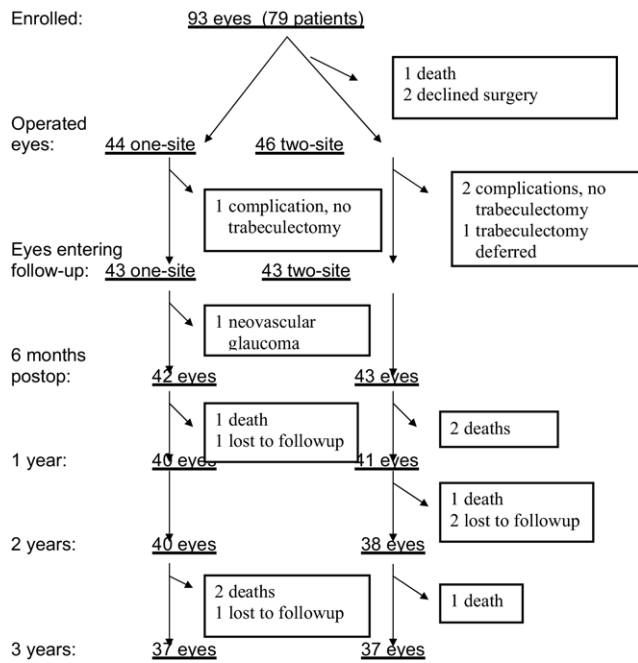 Enrolled: 93 eyes (79 patients)
1 death
2 declined surgery
Operated
eyes: 44 one-site 46 two-site
1 complication, no
trabeculectomy
2 complications, no
trabeculectomy
1 trabeculectomy
deferred
Eyes entering
follow-up: 43 one-site 43 two-site
1 neovascular
glaucoma
6 months
postop: 42 eyes 43 eyes
1 death
1 lost to followup
2 deaths
1 year: 40 eyes 41 eyes
1 death
2 lost to followup
2 years: 40 eyes 38 eyes
2 deaths
1 lost to followup
1 death
3 years: 37 eyes 37 eyes